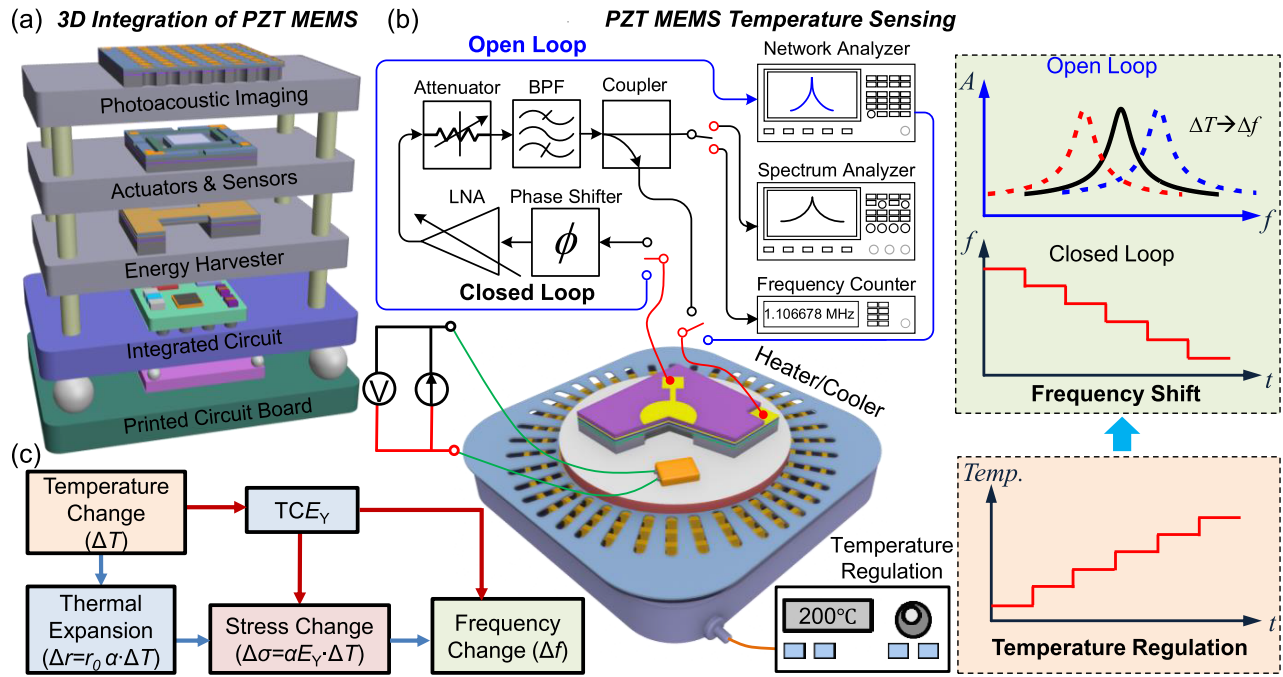 (a) 3D Integration of PZT MEMS
Photoacoustic Imaging
Actuators & Sensors
Energy Harvester
Integrated Circuit
Printed Circuit Board
(b) PZT MEMS Temperature Sensing
Open Loop
Attenuator
BPF
Coupler
LNA
Phase Shifter
ϕ
Closed Loop
Network Analyzer
Spectrum Analyzer
Frequency Counter
1.106678 MHz
V
Heater/Cooler
Temperature
Regulation
200℃
Open Loop
A
ΔT→Δf
f
f
Closed Loop
t
Frequency Shift
Temp.
t
Temperature Regulation
(c)
Temperature
Change
(ΔT)
TCE_Y
Thermal
Expansion
(Δr=r₀ α·ΔT)
Stress Change
(Δσ=αE_Y·ΔT)
Frequency
Change (Δf)